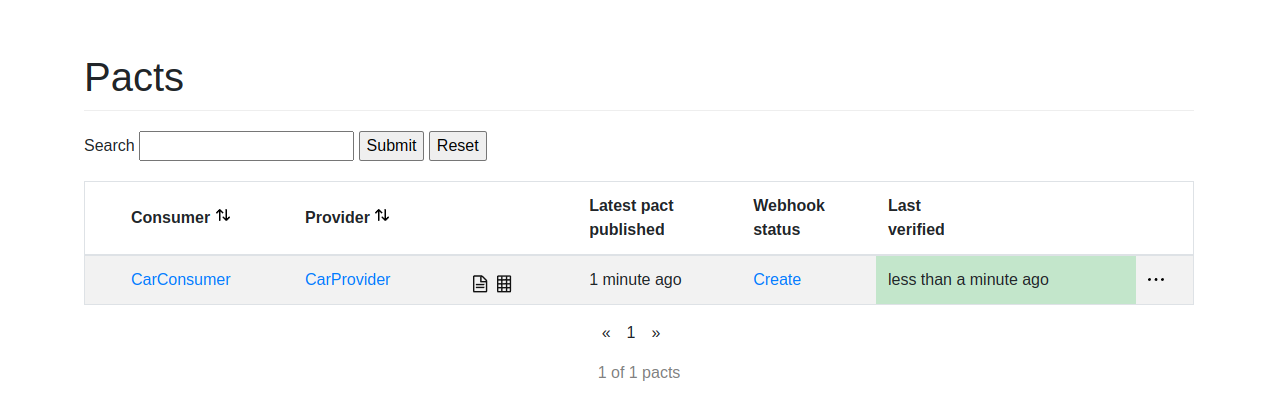 Pacts
Search Submit Reset
Consumer Provider Latest pact published Webhook status Last verified
CarConsumer CarProvider 1 minute ago Create less than a minute ago ...
« 1 »
1 of 1 pacts